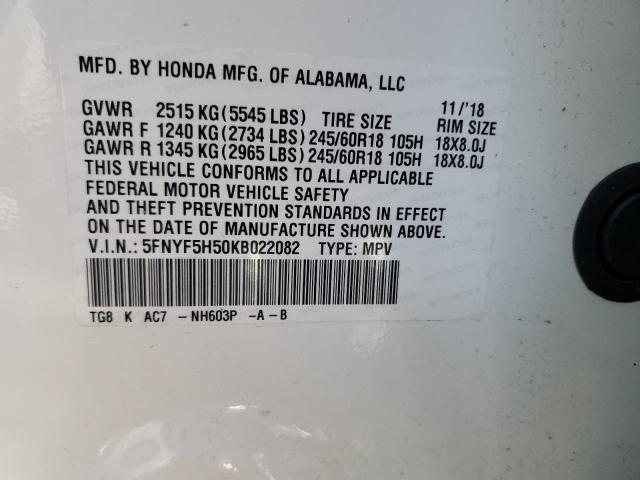 MFD. BY HONDA MFG. OF ALABAMA, LLC
11/'18
GVWR 2515 KG(5545 LBS) TIRE SIZE RIM SIZE
GAWR F 1240 KG(2734 LBS) 245/60R18 105H 18X8.0J
GAWR R 1345 KG(2965 LBS) 245/60R18 105H 18X8.0J
THIS VEHICLE CONFORMS TO ALL APPLICABLE
FEDERAL MOTOR VEHICLE SAFETY
AND THEFT PREVENTION STANDARDS IN EFFECT
ON THE DATE OF MANUFACTURE SHOWN ABOVE
V.I.N.: 5FNYF5H50KB022082 TYPE: MPV
TG8 K AC7 -NH603P -A-B